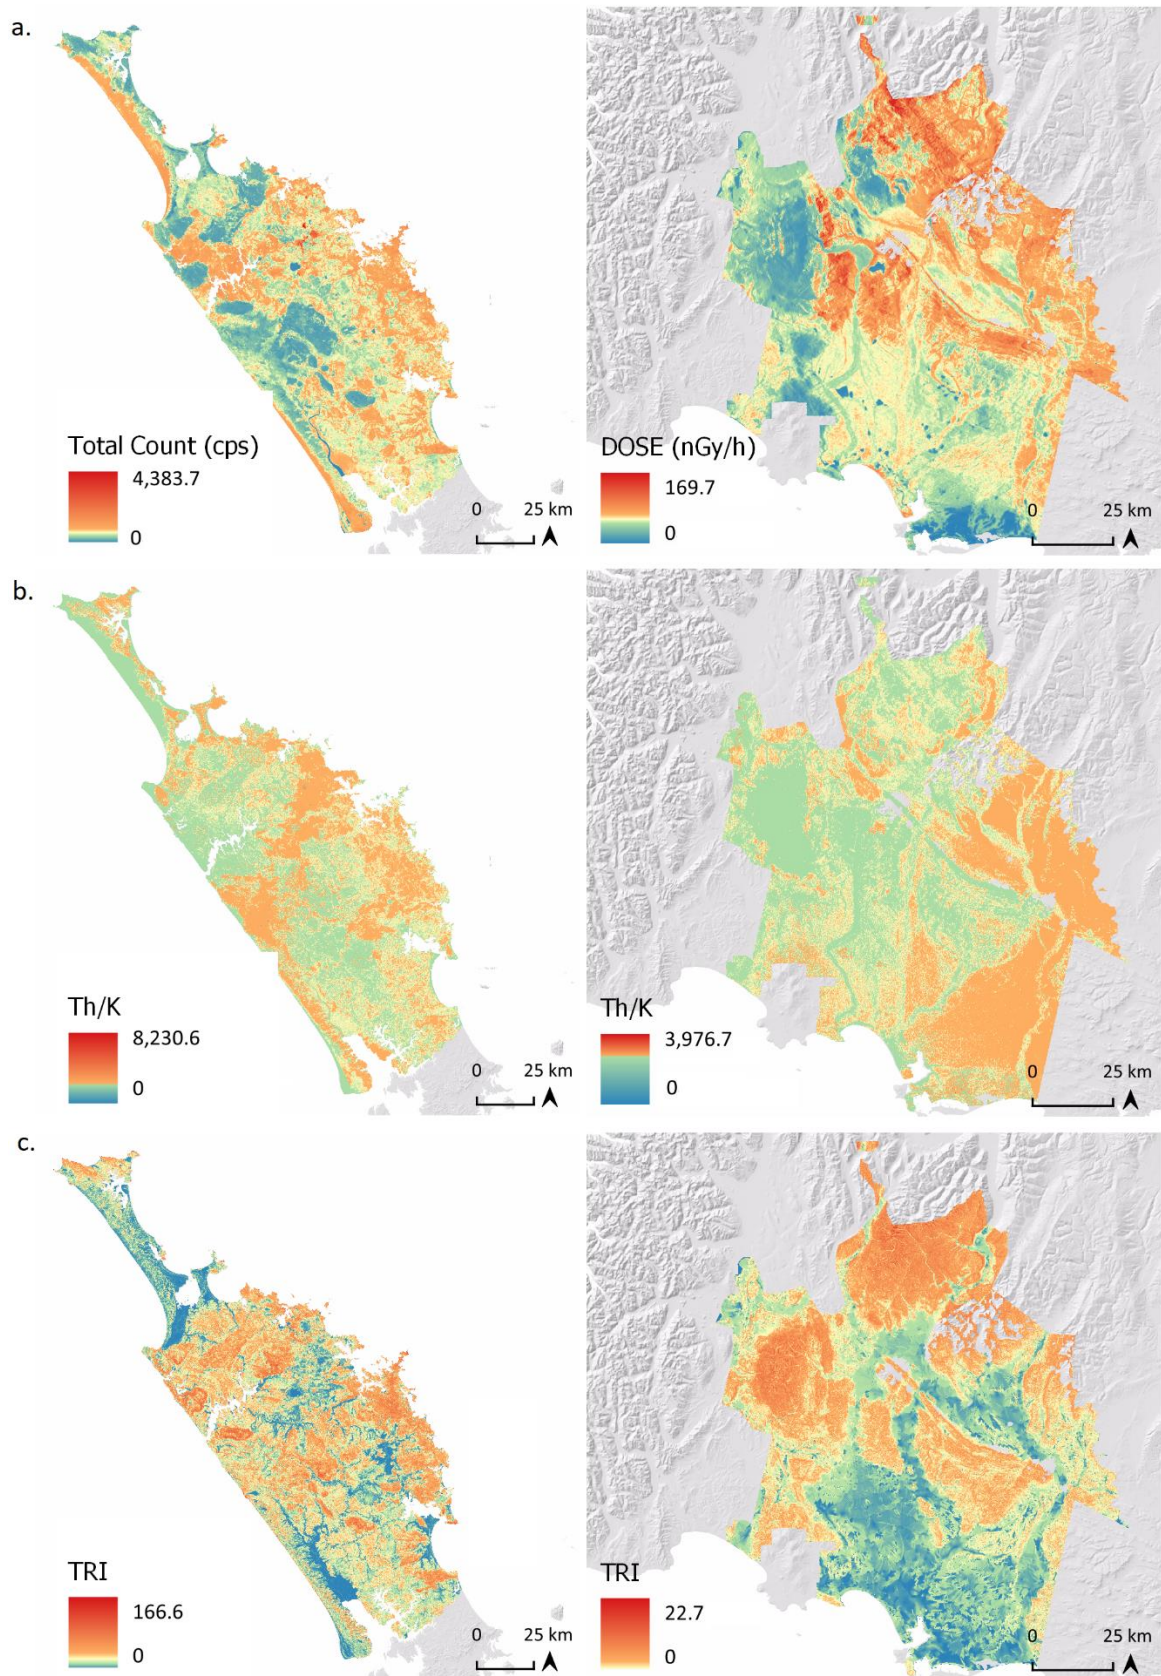 a.
Total Count (cps)
4,383.7
0
0 25 km
DOSE (nGy/h)
169.7
0
0 25 km
b.
Th/K
8,230.6
0
0 25 km
Th/K
3,976.7
0
0 25 km
c.
TRI
166.6
0
0 25 km
TRI
22.7
0
0 25 km